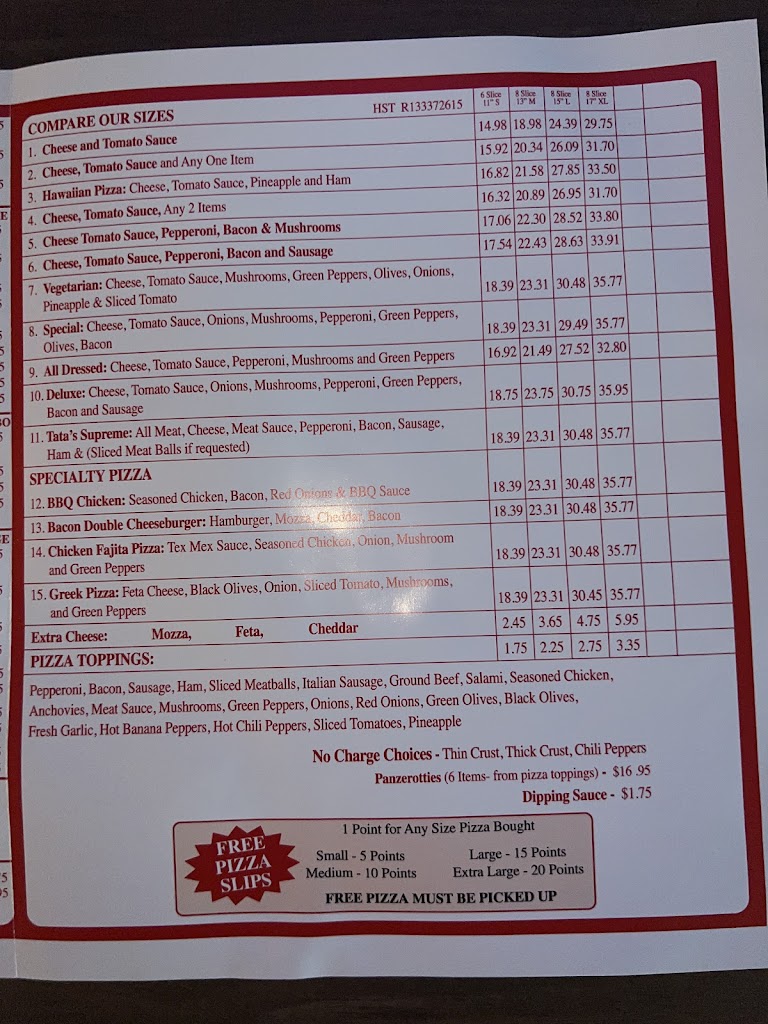 COMPARE OUR SIZES HST R133372615 6 Slice 11" S 8 Slice 13" M 8 Slice 15" L 8 Slice 17" XL
1. Cheese and Tomato Sauce 14.98 18.98 24.39 29.75
2. Cheese, Tomato Sauce and Any One Item 15.92 20.34 26.09 31.70
3. Hawaiian Pizza: Cheese, Tomato Sauce, Pineapple and Ham 16.82 21.58 27.85 33.50
4. Cheese, Tomato Sauce, Any 2 Items 16.32 20.89 26.95 31.70
5. Cheese Tomato Sauce, Pepperoni, Bacon & Mushrooms 17.06 22.30 28.52 33.80
6. Cheese, Tomato Sauce, Pepperoni, Bacon and Sausage 17.54 22.43 28.63 33.91
7. Vegetarian: Cheese, Tomato Sauce, Mushrooms, Green Peppers, Olives, Onions,
Pineapple & Sliced Tomato 18.39 23.31 30.48 35.77
8. Special: Cheese, Tomato Sauce, Onions, Mushrooms, Pepperoni, Green Peppers,
Olives, Bacon 18.39 23.31 29.49 35.77
9. All Dressed: Cheese, Tomato Sauce, Pepperoni, Mushrooms and Green Peppers 16.92 21.49 27.52 32.80
10. Deluxe: Cheese, Tomato Sauce, Onions, Mushrooms, Pepperoni, Green Peppers,
Bacon and Sausage 18.75 23.75 30.75 35.95
11. Tata's Supreme: All Meat, Cheese, Meat Sauce, Pepperoni, Bacon, Sausage,
Ham & (Sliced Meat Balls if requested) 18.39 23.31 30.48 35.77
SPECIALTY PIZZA
12. BBQ Chicken: Seasoned Chicken, Bacon, Red Onions & BBQ Sauce 18.39 23.31 30.48 35.77
13. Bacon Double Cheeseburger: Hamburger, Mozza, Cheddar, Bacon 18.39 23.31 30.48 35.77
14. Chicken Fajita Pizza: Tex Mex Sauce, Seasoned Chicken, Onion, Mushroom
and Green Peppers 18.39 23.31 30.48 35.77
15. Greek Pizza: Feta Cheese, Black Olives, Onion, Sliced Tomato, Mushrooms,
and Green Peppers 18.39 23.31 30.45 35.77
Extra Cheese: Mozza, Feta, Cheddar 2.45 3.65 4.75 5.95
PIZZA TOPPINGS: 1.75 2.25 2.75 3.35
Pepperoni, Bacon, Sausage, Ham, Sliced Meatballs, Italian Sausage, Ground Beef, Salami, Seasoned Chicken,
Anchovies, Meat Sauce, Mushrooms, Green Peppers, Onions, Red Onions, Green Olives, Black Olives,
Fresh Garlic, Hot Banana Peppers, Hot Chili Peppers, Sliced Tomatoes, Pineapple
No Charge Choices - Thin Crust, Thick Crust, Chili Peppers
Panzerotties (6 Items- from pizza toppings) - $16 .95
Dipping Sauce - $1.75
FREE
PIZZA
SLIPS
1 Point for Any Size Pizza Bought
Small - 5 Points Large - 15 Points
Medium - 10 Points Extra Large - 20 Points
FREE PIZZA MUST BE PICKED UP